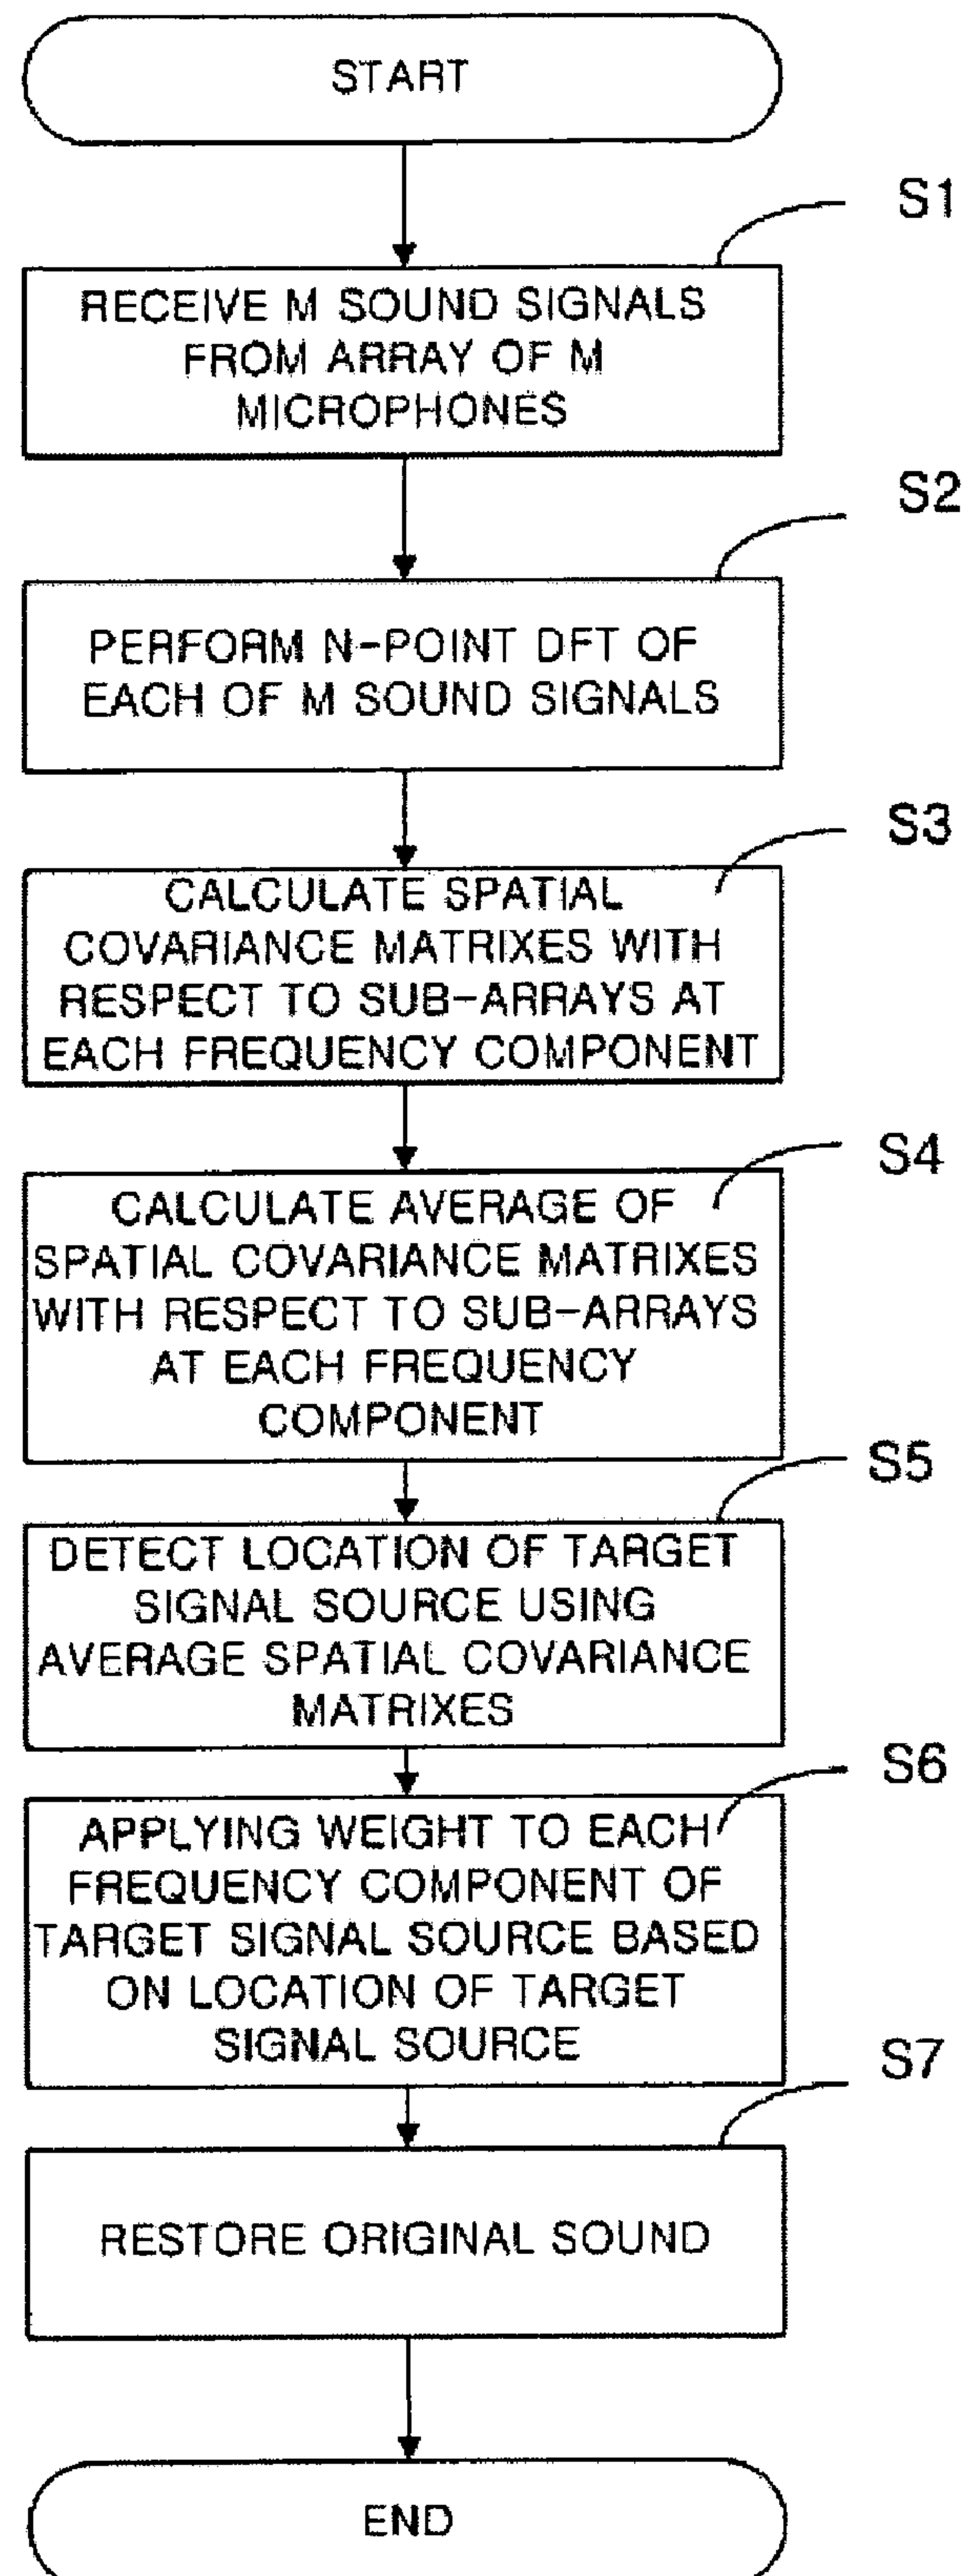 START
S1
RECEIVE M SOUND SIGNALS
FROM ARRAY OF M
MICROPHONES
S2
PERFORM N-POINT DFT OF
EACH OF M SOUND SIGNALS
S3
CALCULATE SPATIAL
COVARIANCE MATRIXES WITH
RESPECT TO SUB-ARRAYS AT
EACH FREQUENCY COMPONENT
S4
CALCULATE AVERAGE OF
SPATIAL COVARIANCE MATRIXES
WITH RESPECT TO SUB-ARRAYS
AT EACH FREQUENCY
COMPONENT
S5
DETECT LOCATION OF TARGET
SIGNAL SOURCE USING
AVERAGE SPATIAL COVARIANCE
MATRIXES
S6
APPLYING WEIGHT TO EACH
FREQUENCY COMPONENT OF
TARGET SIGNAL SOURCE BASED
ON LOCATION OF TARGET
SIGNAL SOURCE
S7
RESTORE ORIGINAL SOUND
END